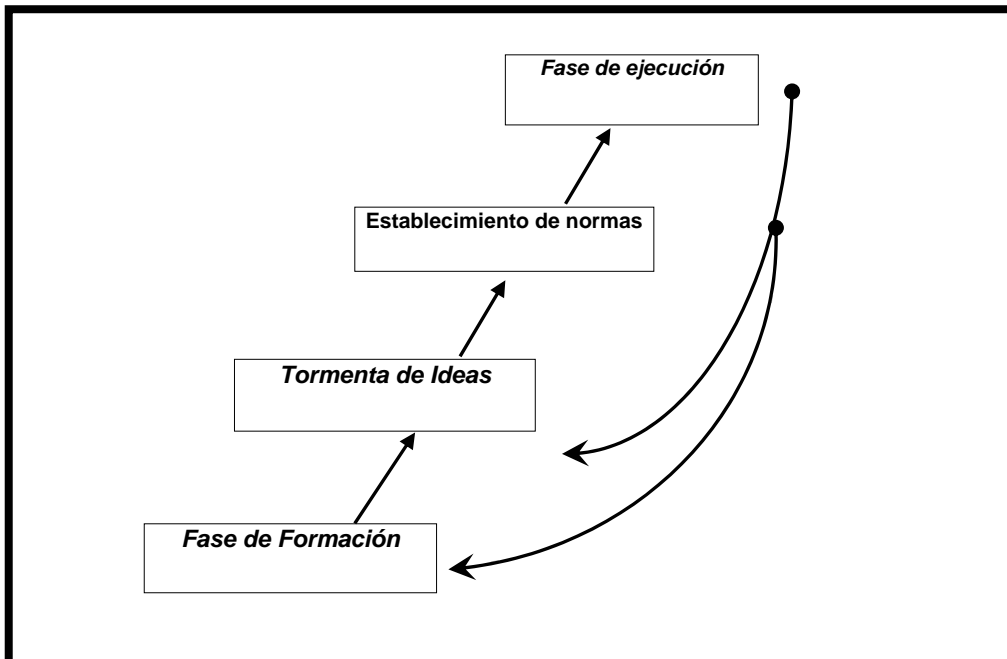 Fase de ejecución
Establecimiento de normas
Tormenta de Ideas
Fase de Formación